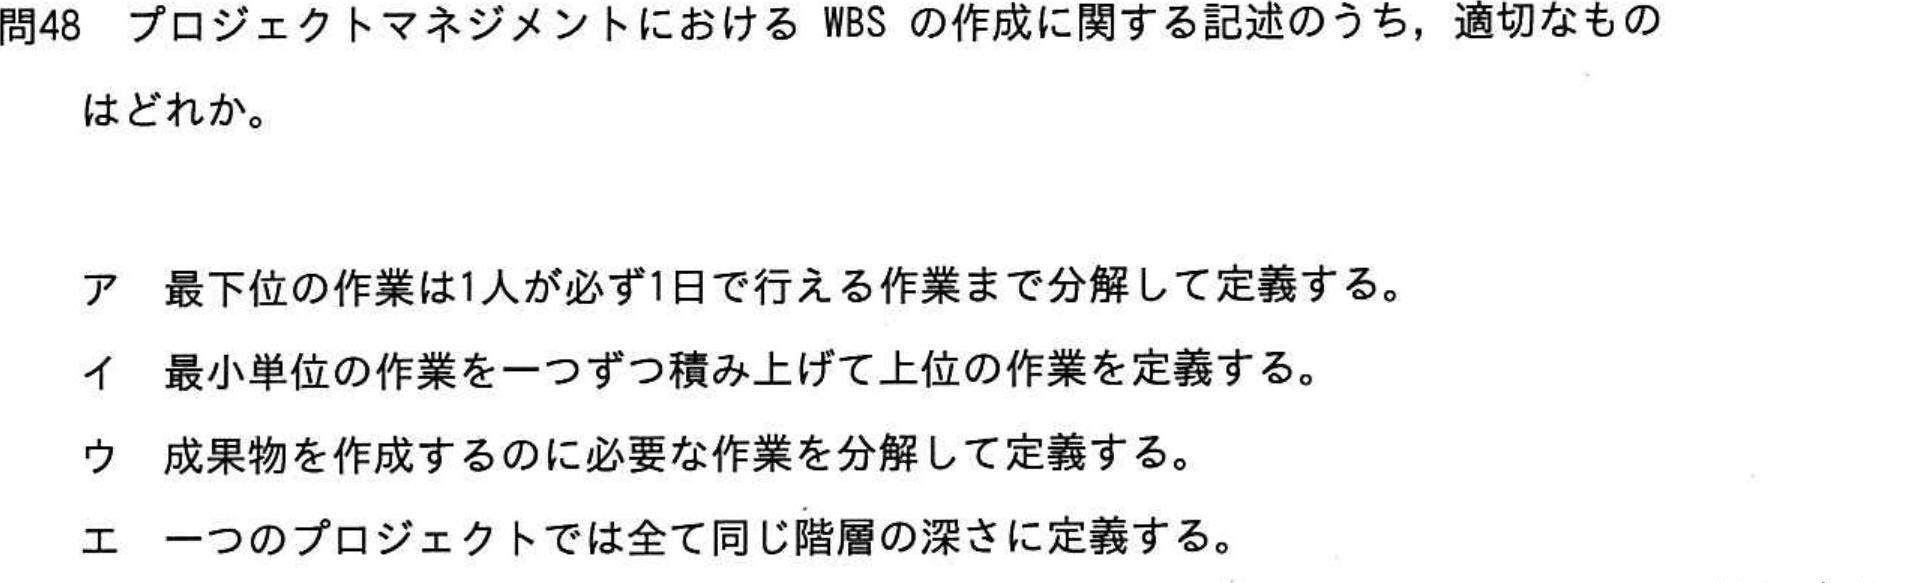 問48 プロジェクトマネジメントにおける WBS の作成に関する記述のうち，適切なもの
はどれか。
ア 最下位の作業は1人が必ず1日で行える作業まで分解して定義する。
イ 最小単位の作業を一つずつ積み上げて上位の作業を定義する。
ウ 成果物を作成するのに必要な作業を分解して定義する。
エ 一つのプロジェクトでは全て同じ階層の深さに定義する。